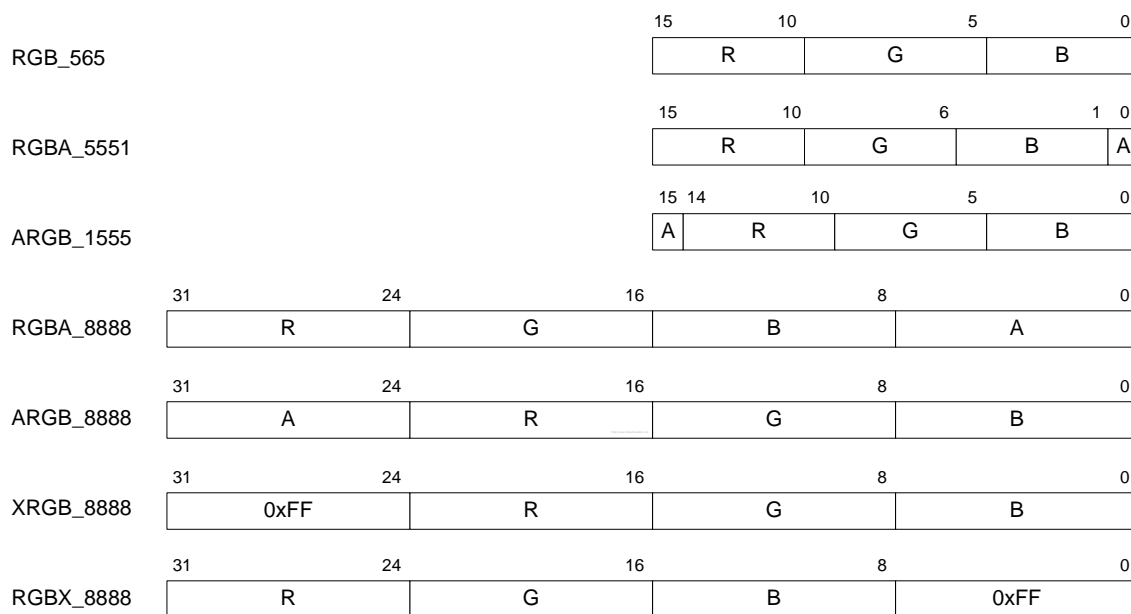 15 10 5 0
RGB_565 R G B
15 10 6 1 0
RGBA_5551 R G B A
15 14 10 5 0
ARGB_1555 A R G B
31 24 16 8 0
RGBA_8888 R G B A
31 24 16 8 0
ARGB_8888 A R G B
31 24 16 8 0
XRGB_8888 0xFF R G B
31 24 16 8 0
RGBX_8888 R G B 0xFF